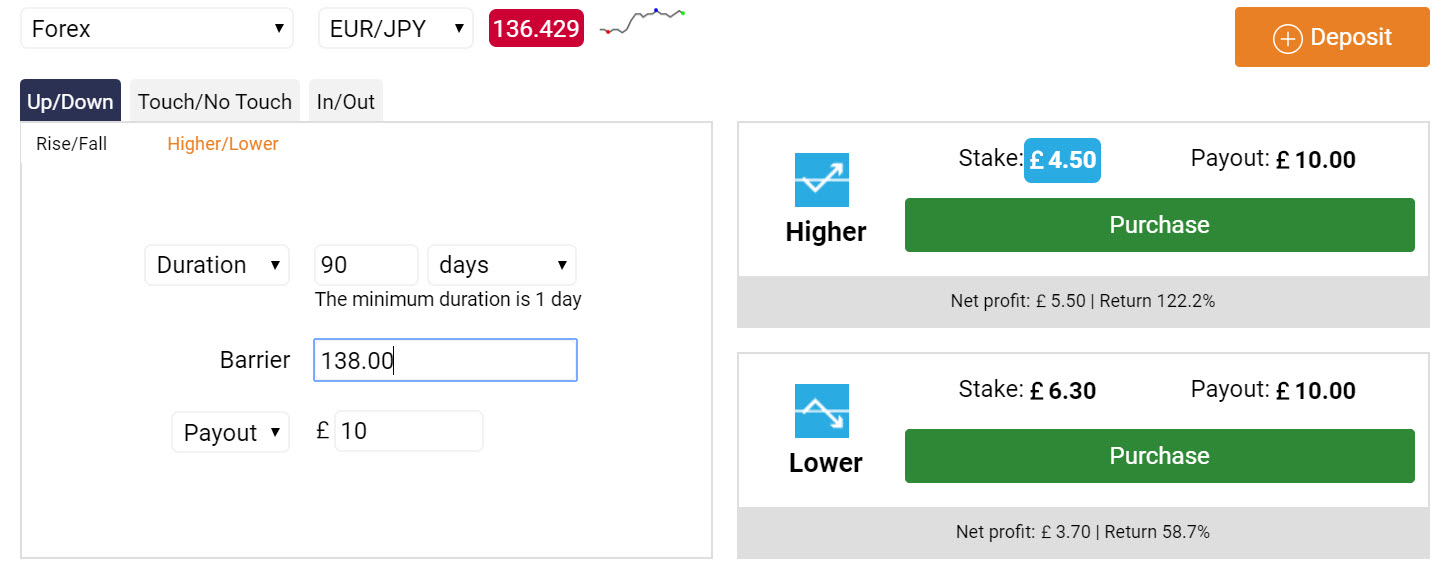 Forex EUR/JPY 136.429 Deposit
Up/Down Touch/No Touch In/Out
Rise/Fall Higher/Lower
Duration 90 days
The minimum duration is 1 day
Barrier 138.00
Payout £ 10
Stake: £ 4.50 Payout: £ 10.00
Higher Purchase
Net profit: £ 5.50 | Return 122.2%
Stake: £ 6.30 Payout: £ 10.00
Lower Purchase
Net profit: £ 3.70 | Return 58.7%